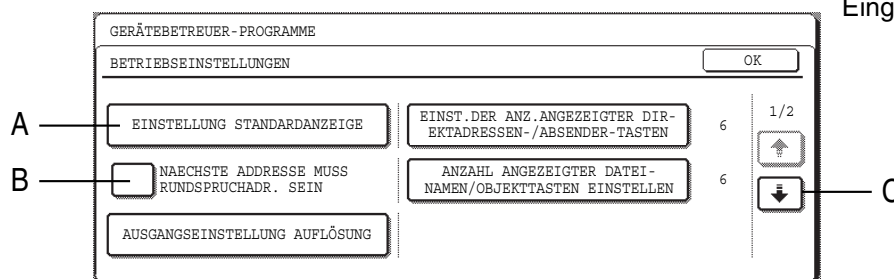 Eing
GERÄTEBETREUER-PROGRAMME
BETRIEBSEINSTELLUNGEN
OK
A
EINSTELLUNG STANDARDANZEIGE
EINST.DER ANZ.ANGEZEIGTER DIR-
EKTADRESSEN-/ABSENDER-TASTEN
6
1/2
B
NAECHSTE ADDRESSE MUSS
RUNDSPRUCHADR. SEIN
ANZAHL ANGEZEIGTER DATEI-
NAMEN/OBJEKTTASTEN EINSTELLEN
6
C
AUSGANGSEINSTELLUNG AUFLÖSUNG